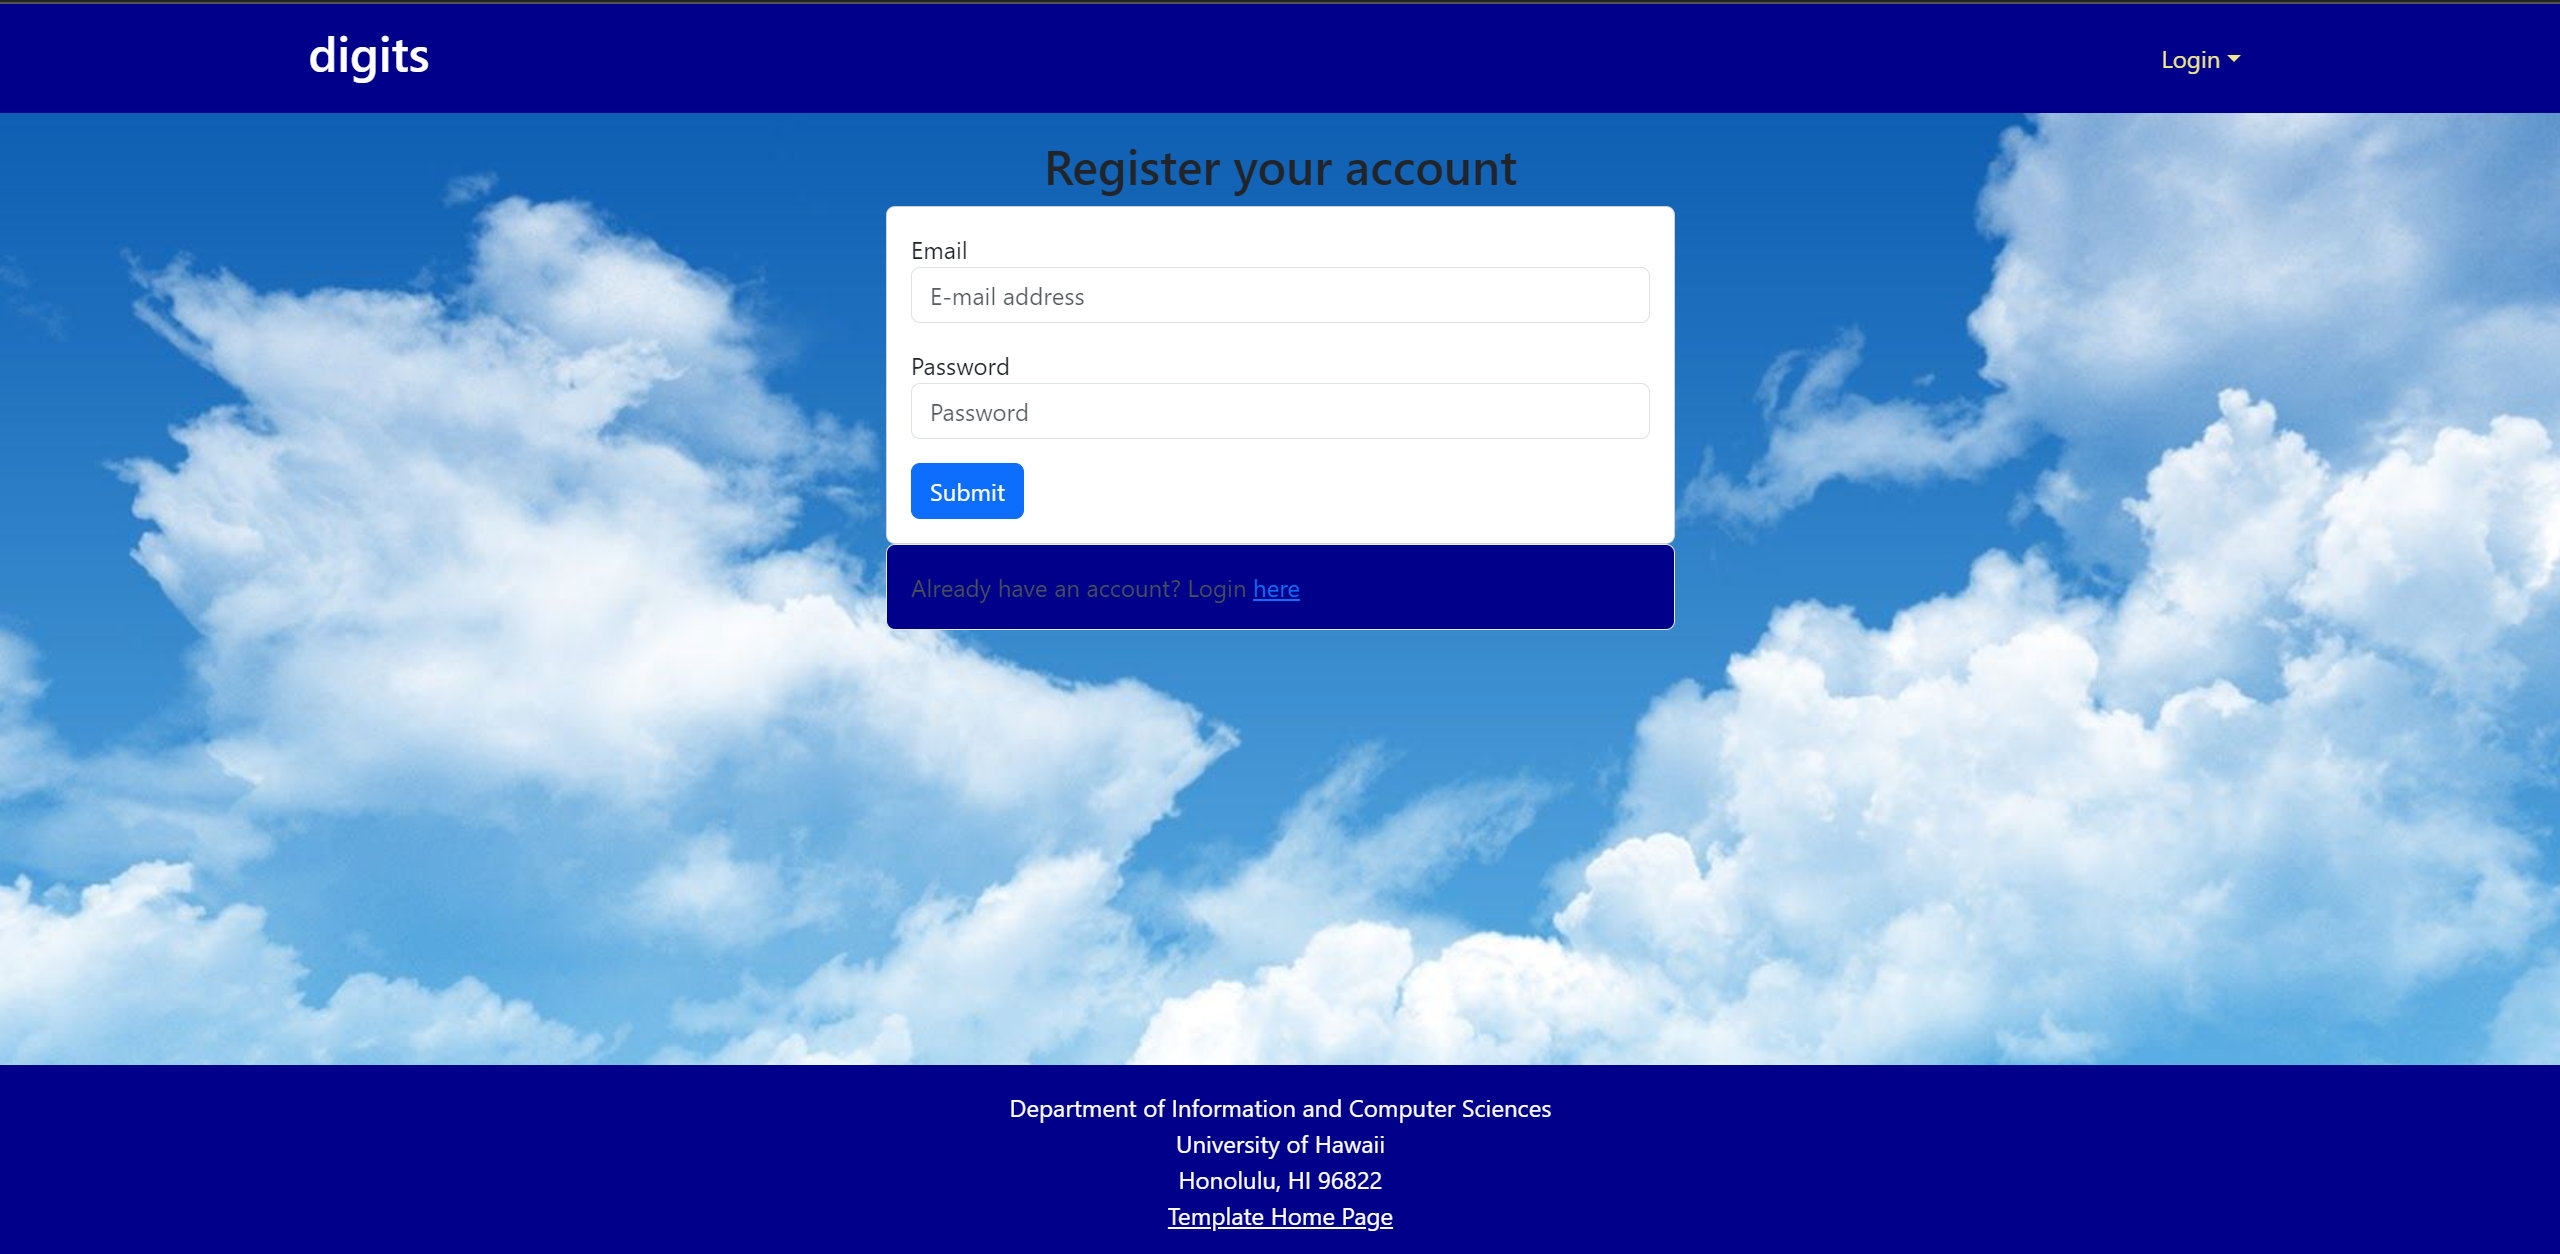 digits
Login
Register your account
Email
E-mail address
Password
Password
Submit
Already have an account? Login here
Department of Information and Computer Sciences
University of Hawaii
Honolulu, HI 96822
Template Home Page